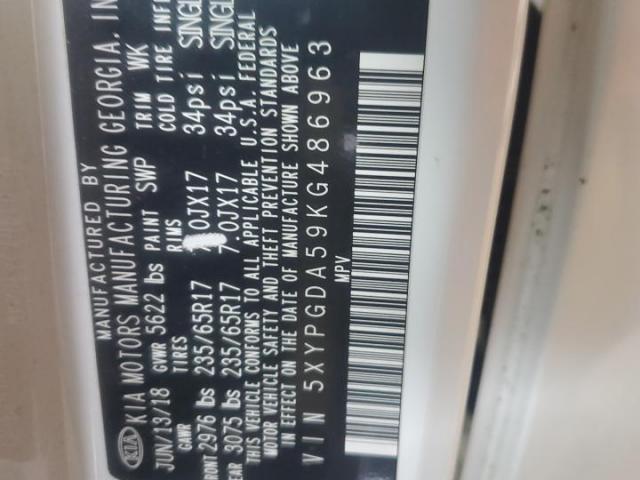 MANUFACTURED BY
KIA KIA MOTORS MANUFACTURING GEORGIA, IN
JUN/13/18 GVWR 5622 lbs PAINT SWP TRIM WK
GAWR TIRES RIMS COLD TIRE INF
RONT 2976 lbs 235/65R17 0JX17 34psi SINGL
EAR 3075 lbs 235/65R17 7.0JX17 34psi SINGL
THIS VEHICLE CONFORMS TO ALL APPLICABLE U.S.A. FEDERAL
MOTOR VEHICLE SAFETY AND THEFT PREVENTION STANDARDS
IN EFFECT ON THE DATE OF MANUFACTURE SHOWN ABOVE
VIN 5XYPGDA59KG486963
MPV